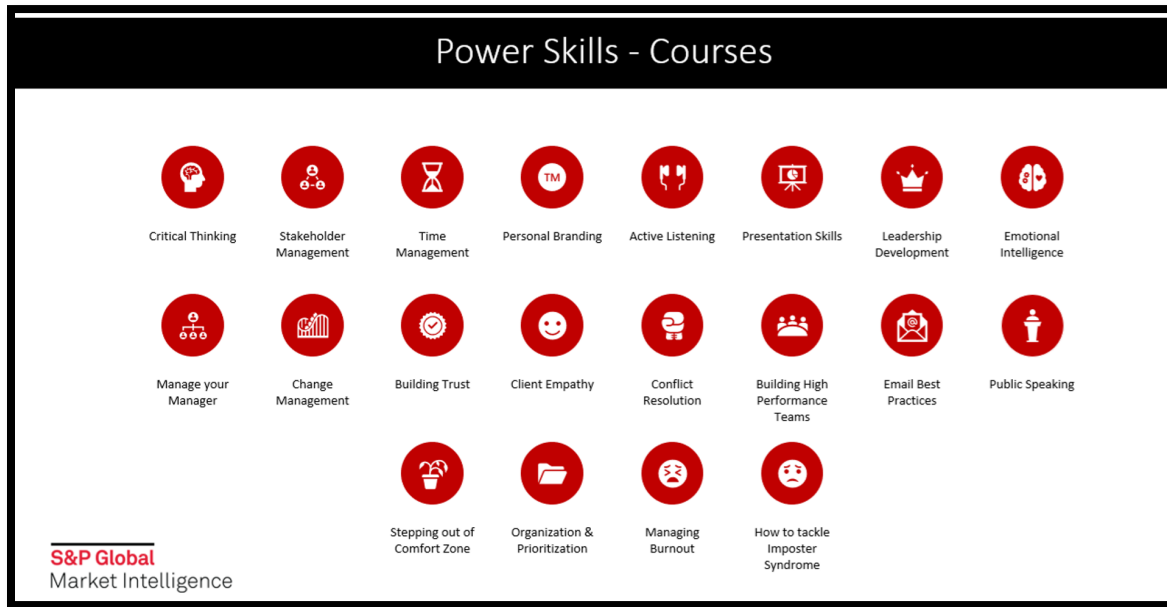 Power Skills - Courses
TM
Critical Thinking
Stakeholder
Management
Time
Management
Personal Branding
Active Listening
Presentation Skills
Leadership
Development
Emotional
Intelligence
Manage your
Manager
Change
Management
Building Trust
Client Empathy
Conflict
Resolution
Building High
Performance
Teams
@
Email Best
Practices
Public Speaking
Stepping out of
Comfort Zone
Organization &
Prioritization
Managing
Burnout
How to tackle
Imposter
Syndrome
S&P Global
Market Intelligence